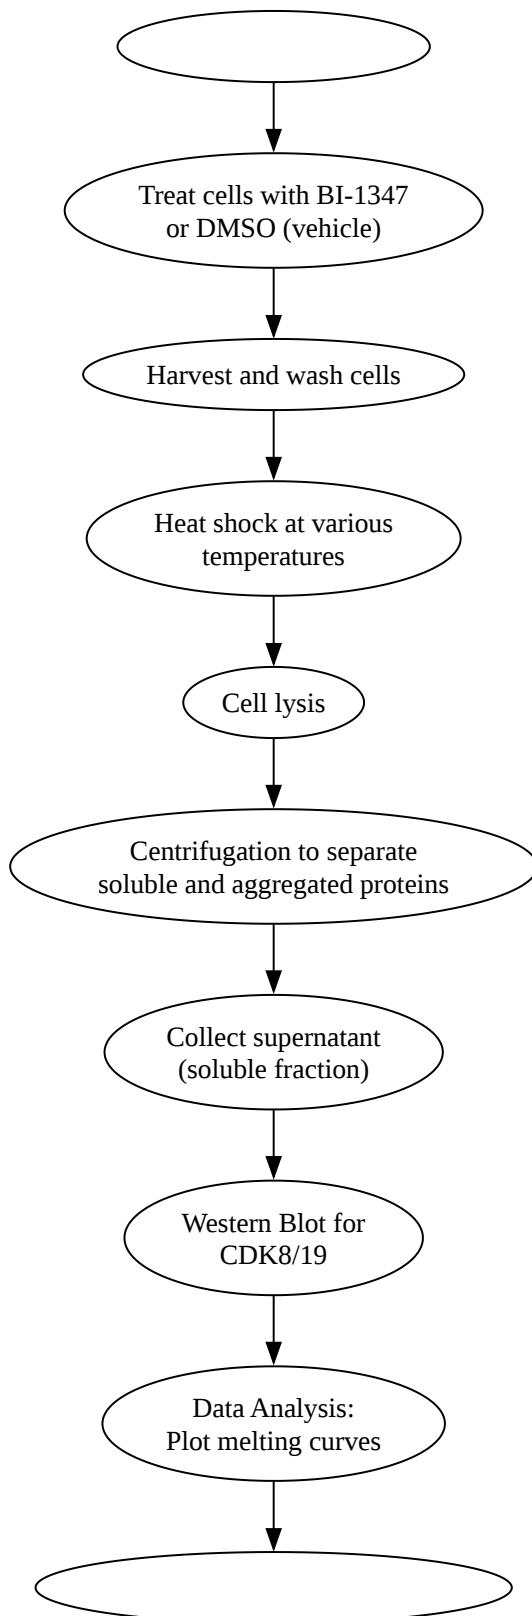 Treat cells with BI-1347
or DMSO (vehicle)
Harvest and wash cells
Heat shock at various
temperatures
Cell lysis
Centrifugation to separate
soluble and aggregated proteins
Collect supernatant
(soluble fraction)
Western Blot for
CDK8/19
Data Analysis:
Plot melting curves